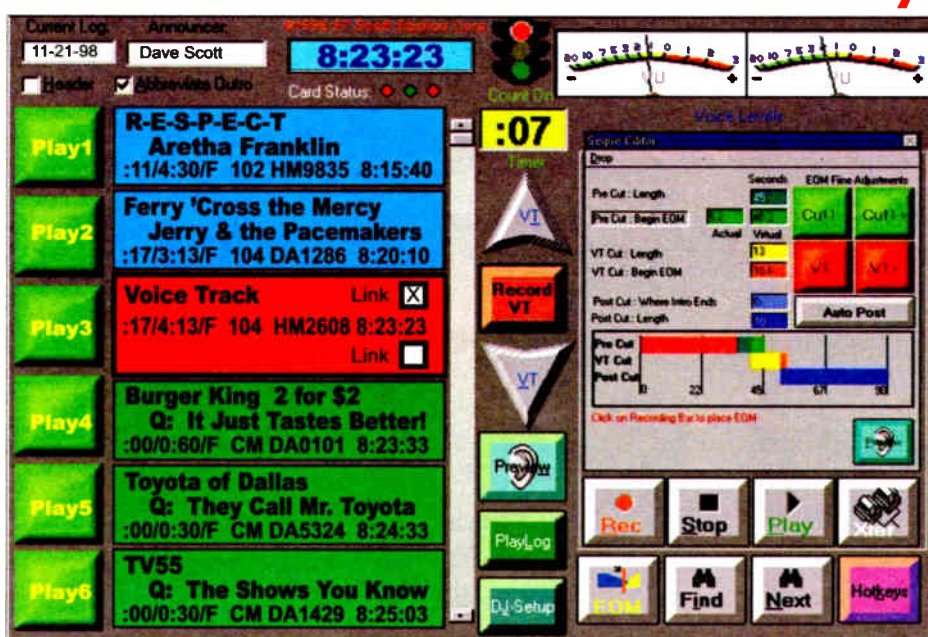 Current Log:
Announcer:
11-21-98
Dave Scott
8:23:23
Header
Abbreviate Outro
Card Status:
Count Dn
:07
Timer
VU
VU
Voice Levels
Play1
R-E-S-P-E-C-T
Aretha Franklin
:11/4:30/F 102 HM9835 8:15:40
Play2
Ferry 'Cross the Mercy
Jerry & the Pacemakers
:17/3:13/F 104 DA1286 8:20:10
Play3
Voice Track
Link X
:17/4:13/F 104 HM2608 8:23:23
Link
Play4
Burger King 2 for $2
Q: It Just Tastes Better!
:00/0:60/F CM DA0101 8:23:33
Play5
Toyota of Dallas
Q: They Call Mr. Toyota
:00/0:30/F CM DA5324 8:24:33
Play6
TV55
Q: The Shows You Know
:00/0:30/F CM DA1429 8:25:03
VT
Record
VT
VT
Preview
PlayLog
DJ-Setup
Segue Editor
Drop
Seconds
EOM Fine Adjustments
Pre Cut : Length
45
Pre Cut : Begin EOM
Actual
Virtual
VT Cut : Length
13
VT Cut : Begin EOM
Post Cut : Where Intro Ends
Post Cut : Length
Auto Post
Pre Cut
VT Cut
Post Cut
Click on Recording Bar to place EOM
Preview
Rec
Stop
Play
Xfer
EOM
Find
Next
Hotkeys